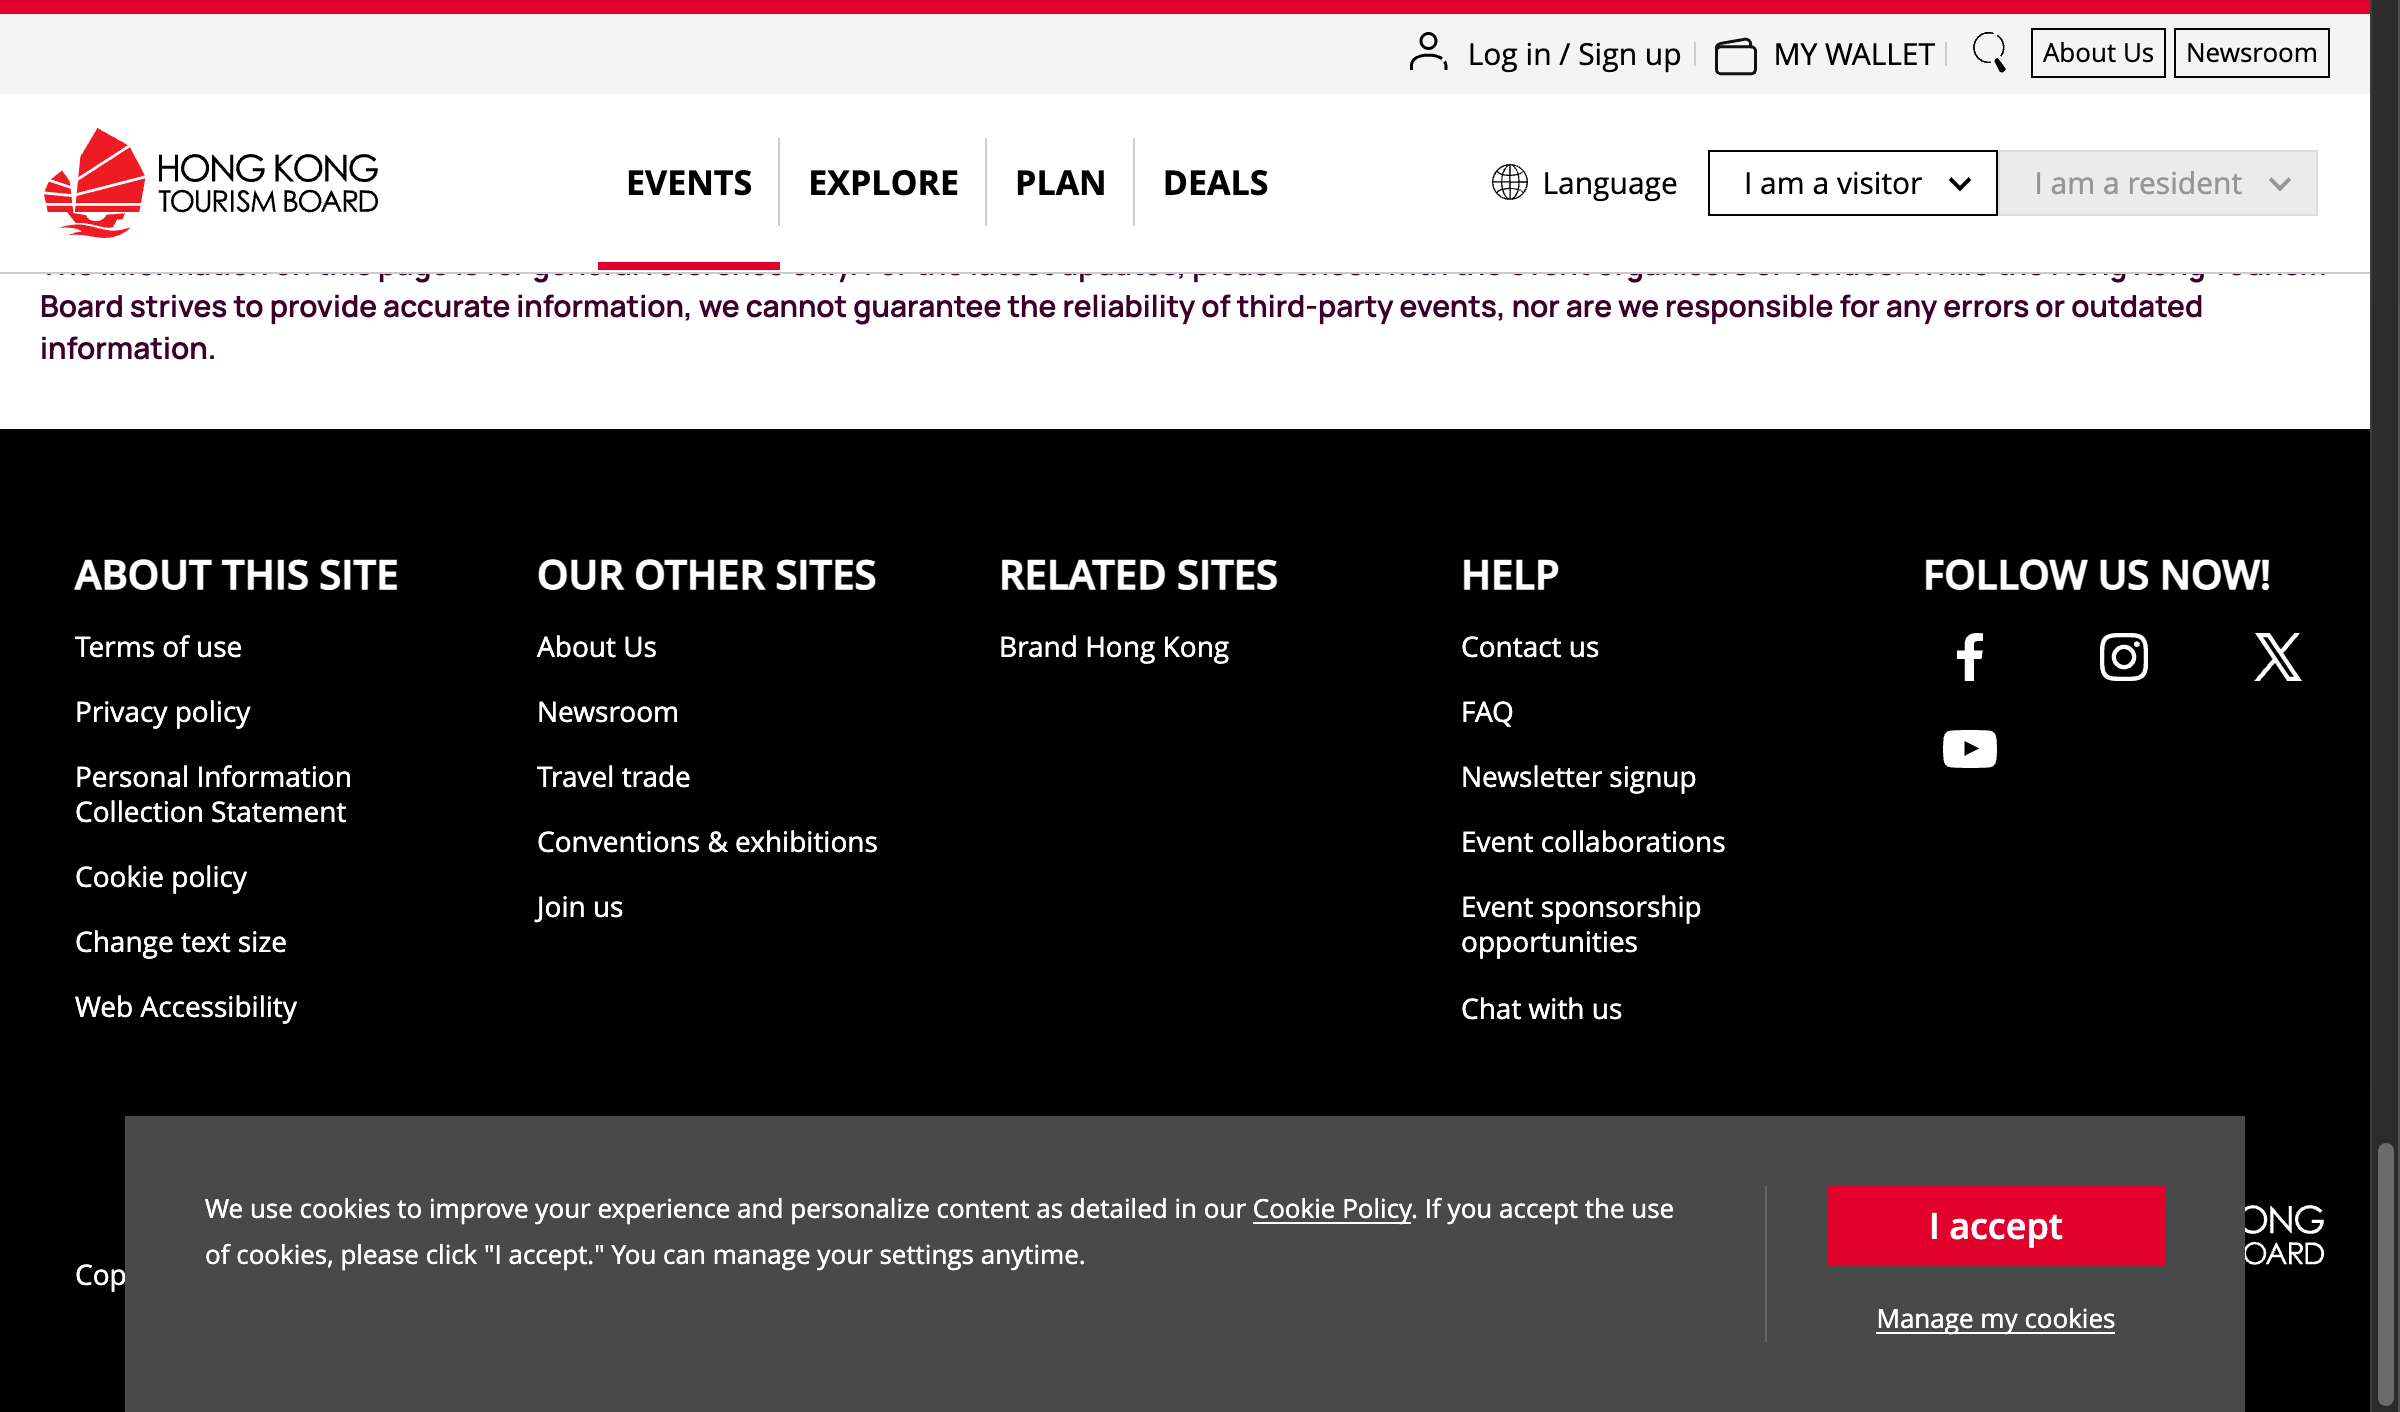 Log in / Sign up
MY WALLET
About Us
Newsroom
HONG KONG
TOURISM BOARD
EVENTS
EXPLORE
PLAN
DEALS
Language
I am a visitor
I am a resident
Board strives to provide accurate information, we cannot guarantee the reliability of third-party events, nor are we responsible for any errors or outdated
information.
ABOUT THIS SITE
Terms of use
Privacy policy
Personal Information
Collection Statement
Cookie policy
Change text size
Web Accessibility
OUR OTHER SITES
About Us
Newsroom
Travel trade
Conventions & exhibitions
Join us
RELATED SITES
Brand Hong Kong
HELP
Contact us
FAQ
Newsletter signup
Event collaborations
Event sponsorship
opportunities
Chat with us
FOLLOW US NOW!
We use cookies to improve your experience and personalize content as detailed in our Cookie Policy. If you accept the use
of cookies, please click "I accept." You can manage your settings anytime.
I accept
Manage my cookies
Cop
ONG
OARD